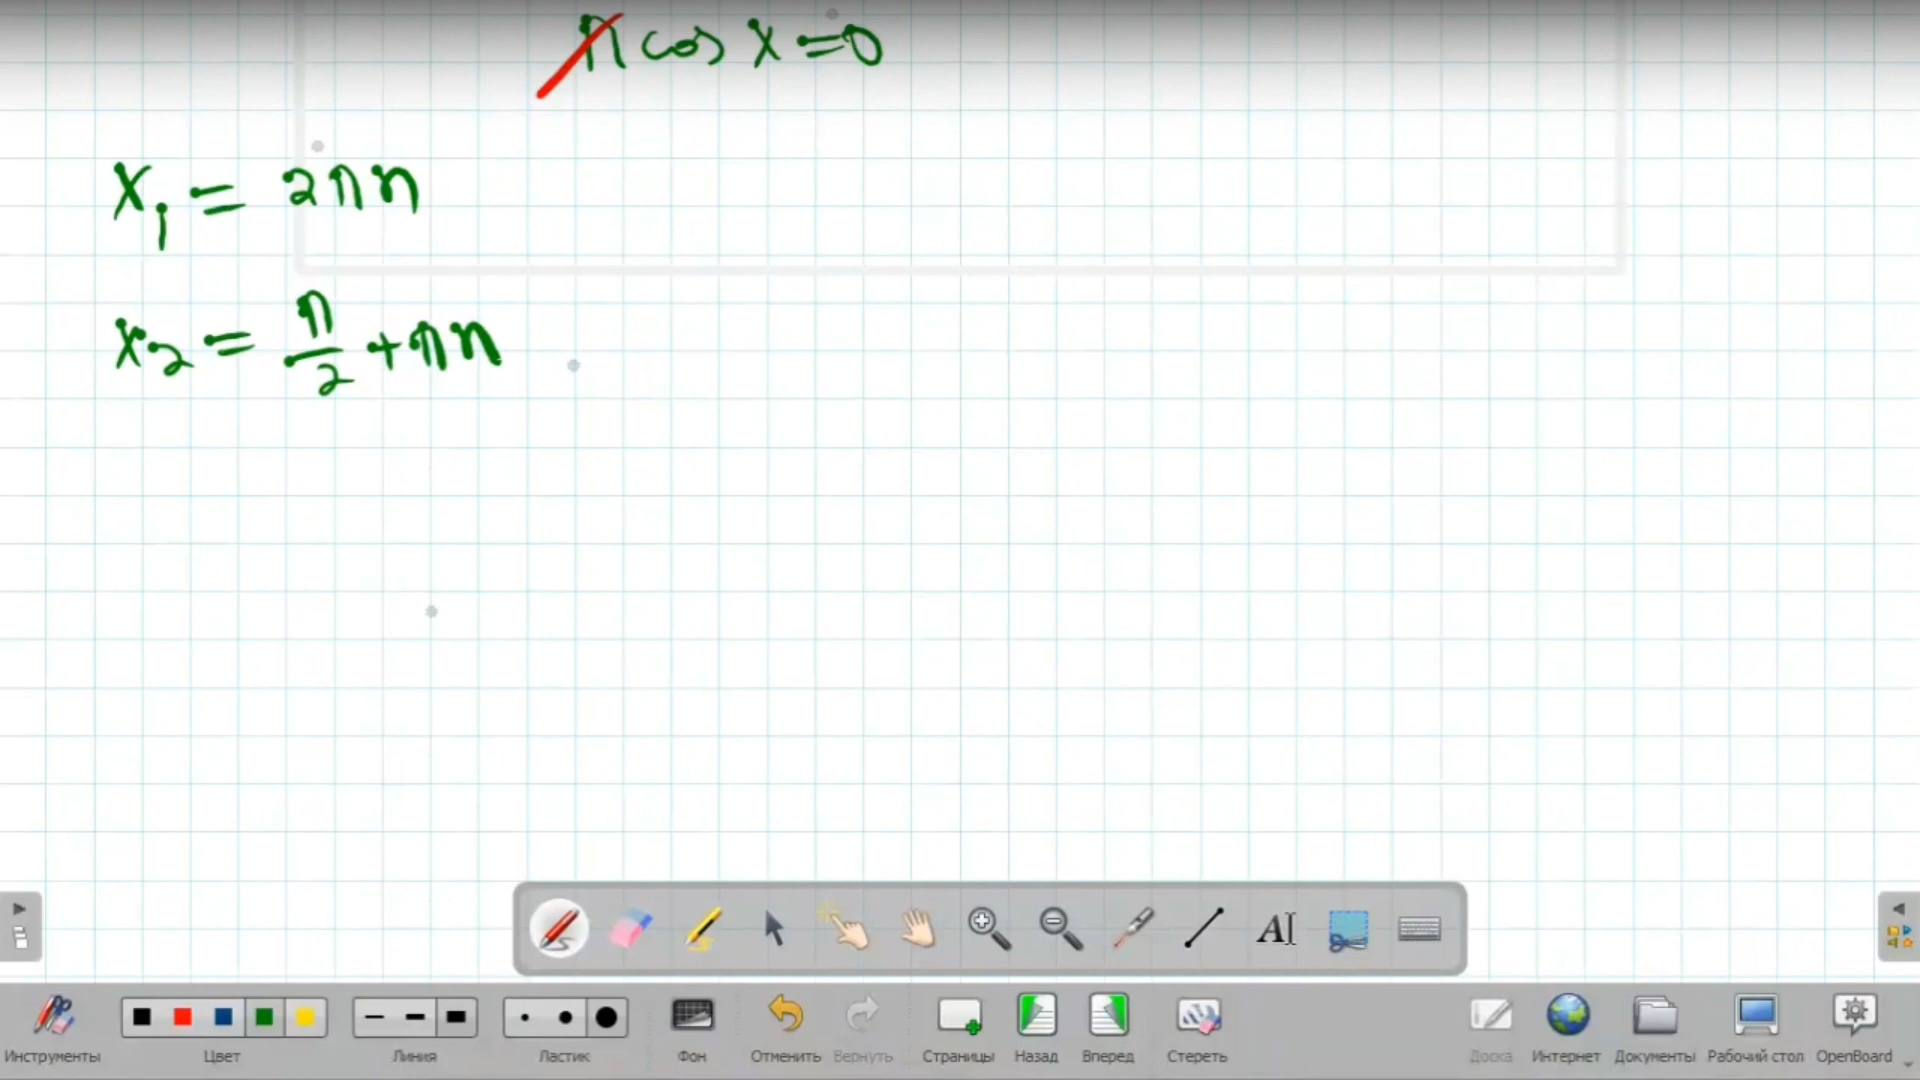 π cos x = 0
x₁ = 2πn
x₂ = π/2 + πn
Инструменты Цвет Линия Ластик Фон Отменить Вернуть Страницы Назад Вперед Стереть Доска Интернет Документы Рабочий стол OpenBoard